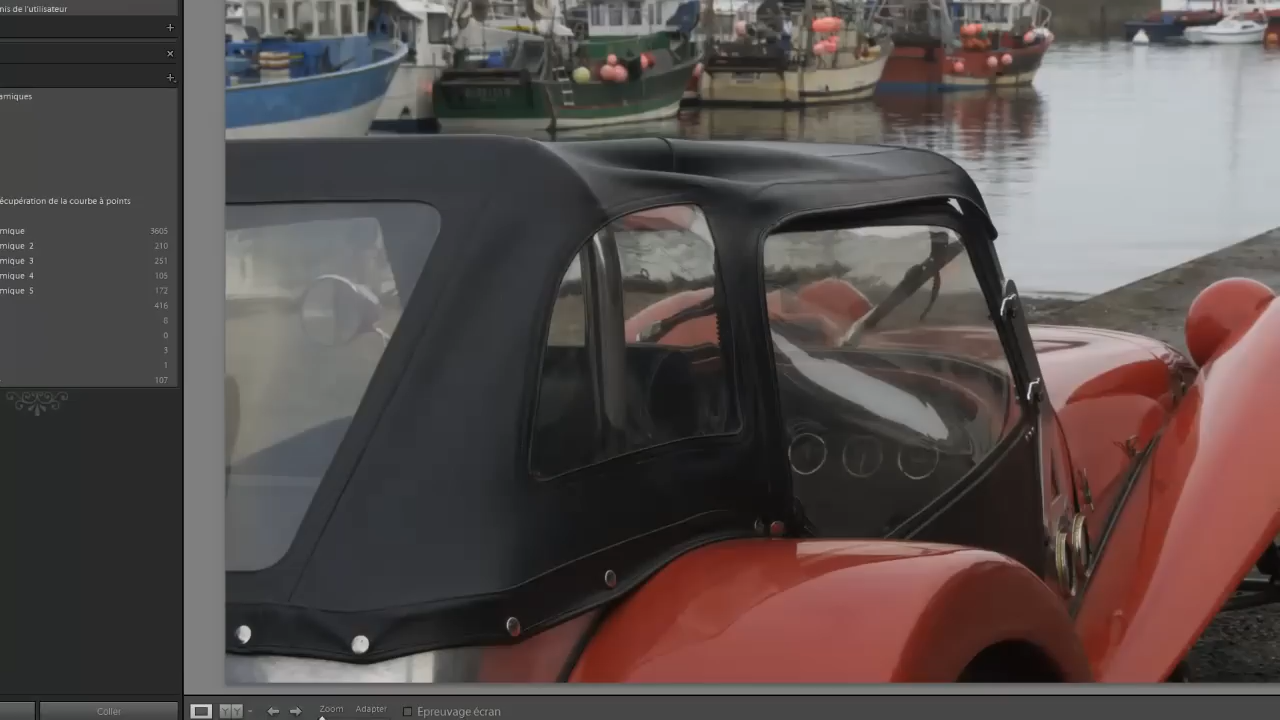 nis de l'utilisateur
amiques
écupération de la courbe à points
mique 3605
mique 2 210
mique 3 251
mique 4 105
mique 5 172
416
8
0
3
1
107
Coller
Zoom Adapter Epreuvage écran